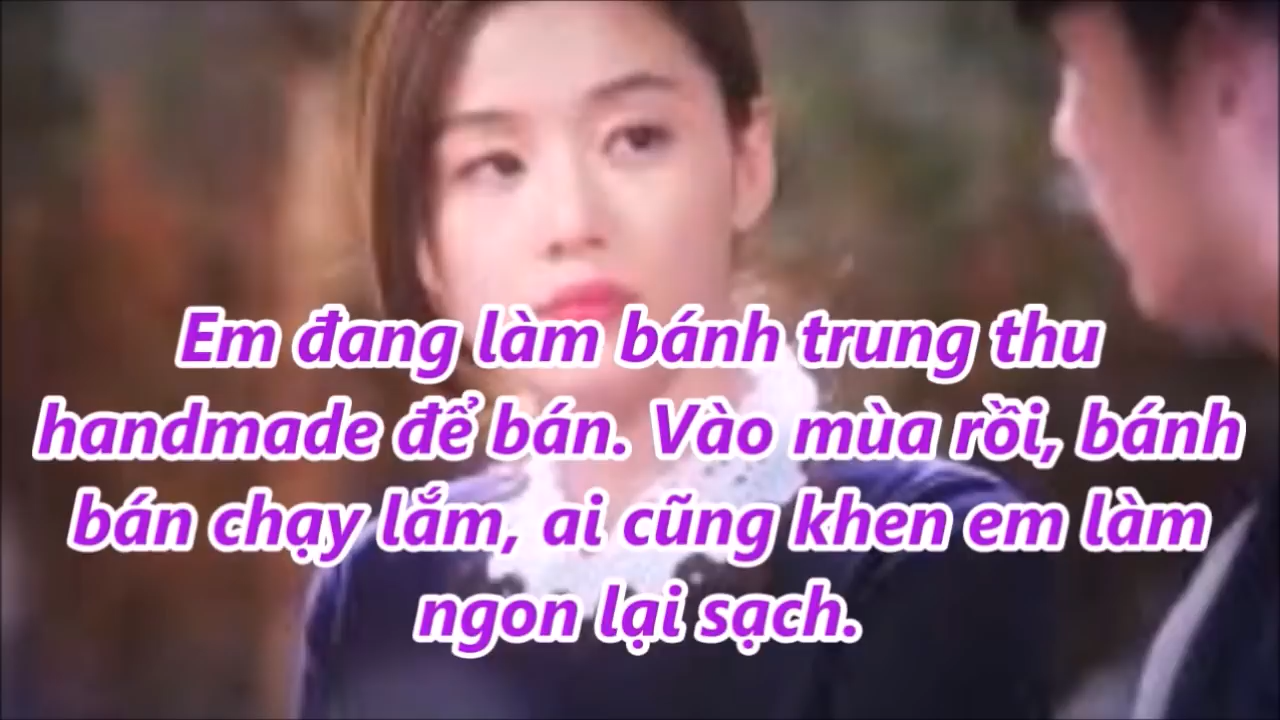 Em đang làm bánh trung thu
handmade để bán. Vào mùa rồi, bánh
bán chạy lắm, ai cũng khen em làm
ngon lại sạch.